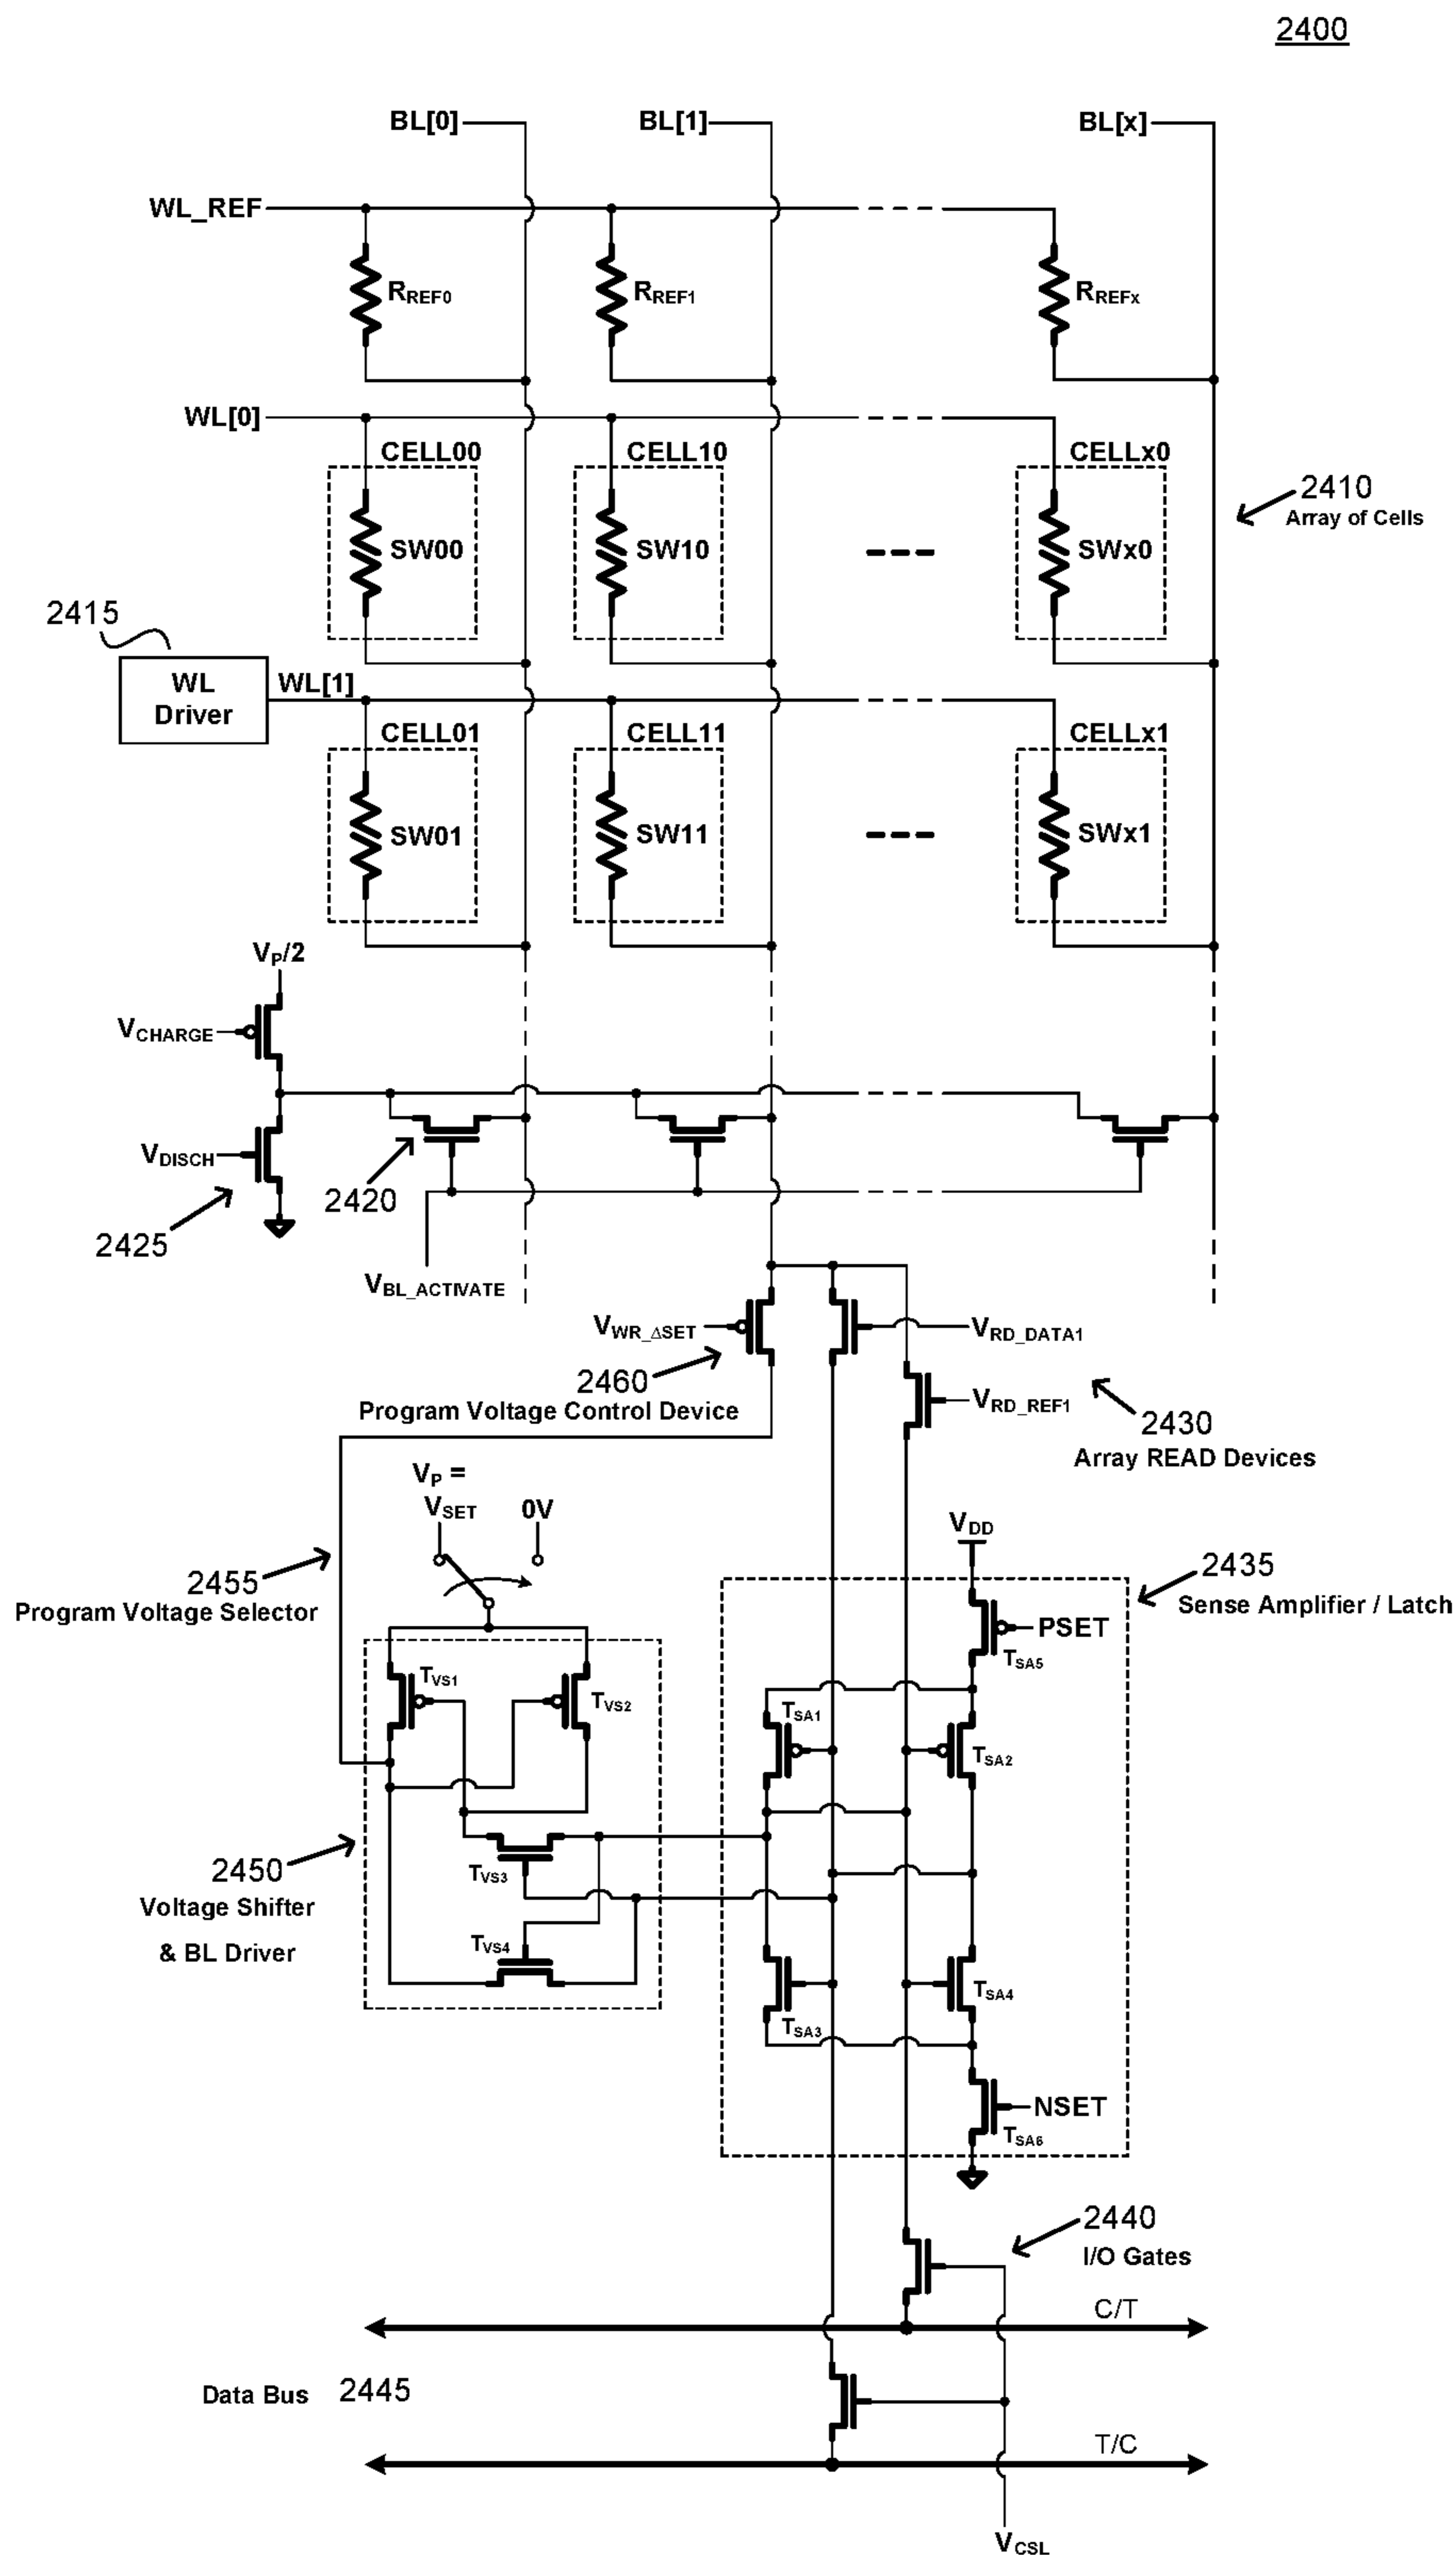 2400
BL[0] BL[1] BL[x]
WL_REF
RREF0 RREF1 RREFx
WL[0]
CELL00 CELL10 CELLx0
2410
Array of Cells
SW00 SW10 SWx0
2415
WL Driver
WL[1]
CELL01 CELL11 CELLx1
SW01 SW11 SWx1
VP/2
VCHARGE
VDISCH
2420
2425
VBL_ACTIVATE
VWR_ΔSET
VRD_DATA1
2460
Program Voltage Control Device
VRD_REF1
2430
Array READ Devices
VP =
VSET 0V
VDD
2455
Program Voltage Selector
2435
Sense Amplifier / Latch
PSET
TSA5
TVS1
TVS2
TSA1
TSA2
2450
Voltage Shifter
& BL Driver
TVS3
TVS4
TSA4
TSA3
NSET
TSA6
2440
I/O Gates
C/T
Data Bus 2445
T/C
VCSL